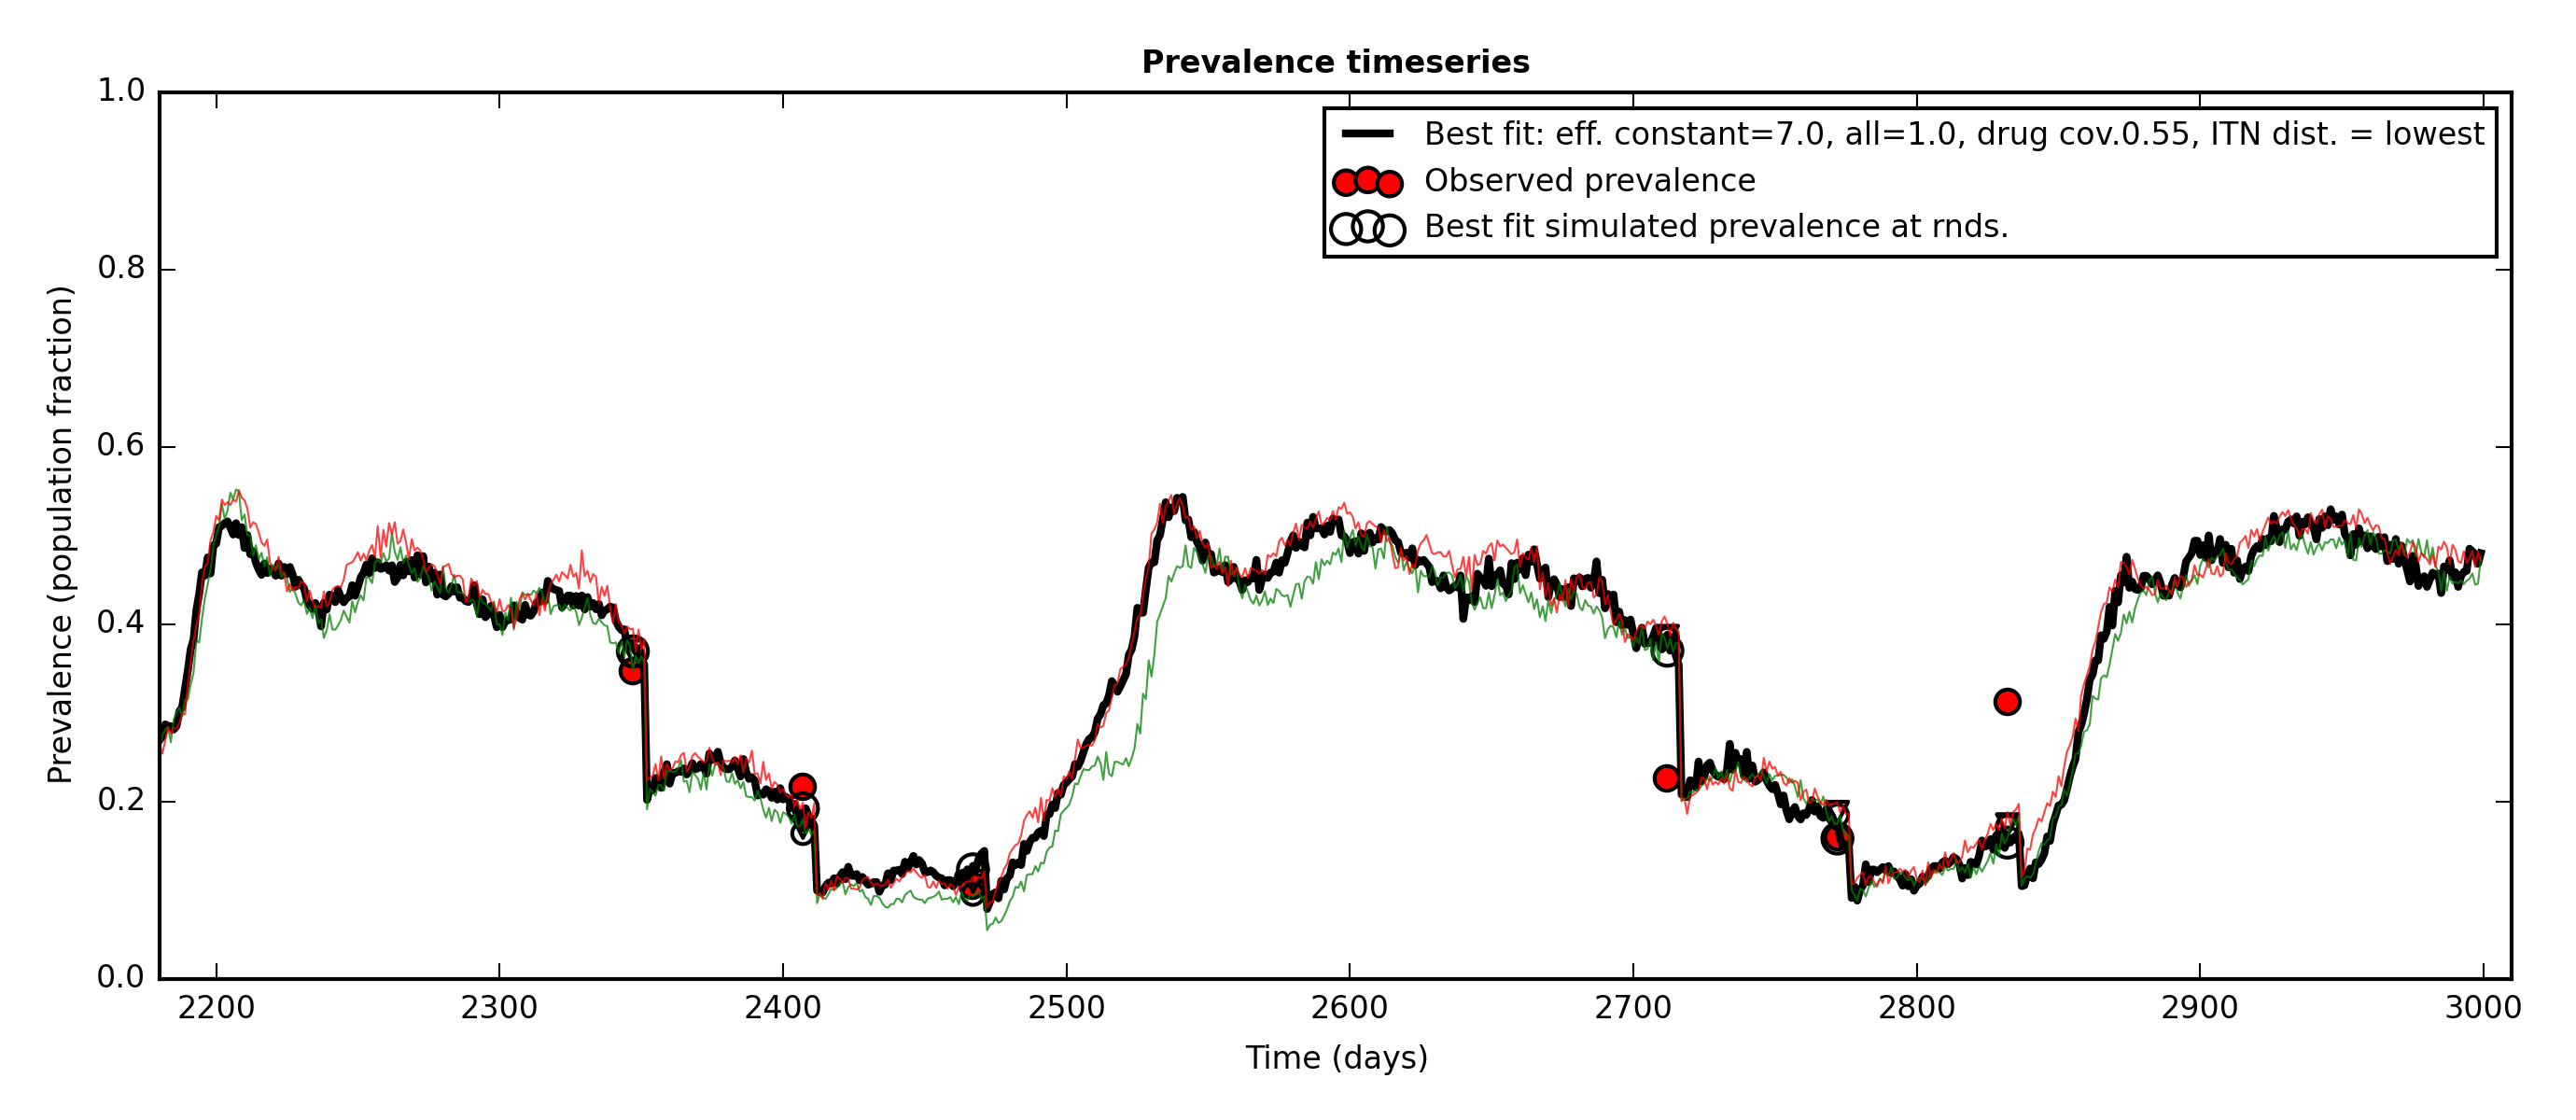 Prevalence timeseries
1.0
0.8
0.6
0.4
0.2
0.0
Prevalence (population fraction)
Best fit: eff. constant=7.0, all=1.0, drug cov.0.55, ITN dist. = lowest
Observed prevalence
Best fit simulated prevalence at rnds.
2200 2300 2400 2500 2600 2700 2800 2900 3000
Time (days)